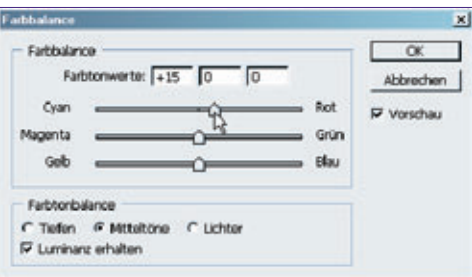 Farbbalance
Farbbalance
Farbtonwerte: +15 0 0
Cyan Rot
Magenta Grün
Gelb Blau
OK
Abbrechen
Vorschau
Farbtonbalance
Tiefen Mitteltöne Lichter
Luminanz erhalten